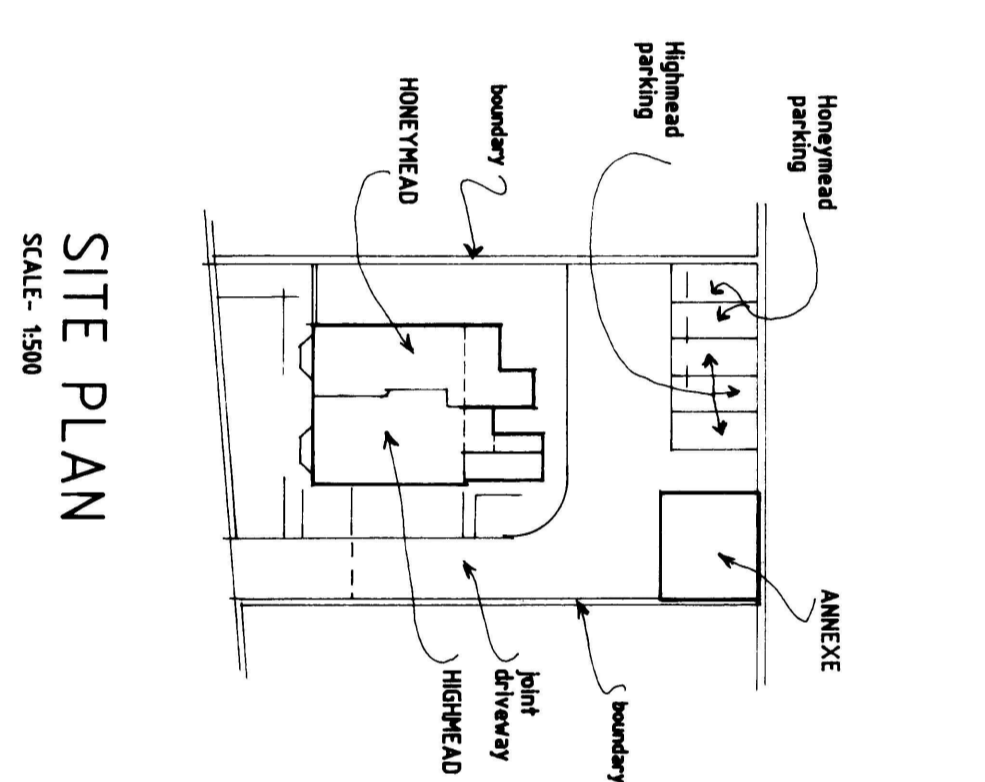 Honeymead
parking
Highmead
parking
boundary
HONEYMEAD
ANNEXE
boundary
joint
driveway
HIGHMEAD
SITE PLAN
SCALE- 1:500